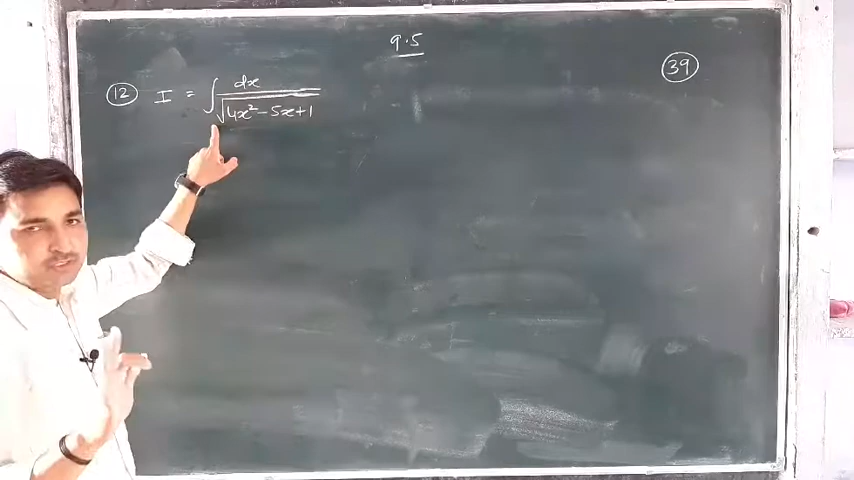 9.5
39
12 I = ∫ dx / √4x² - 5x + 1